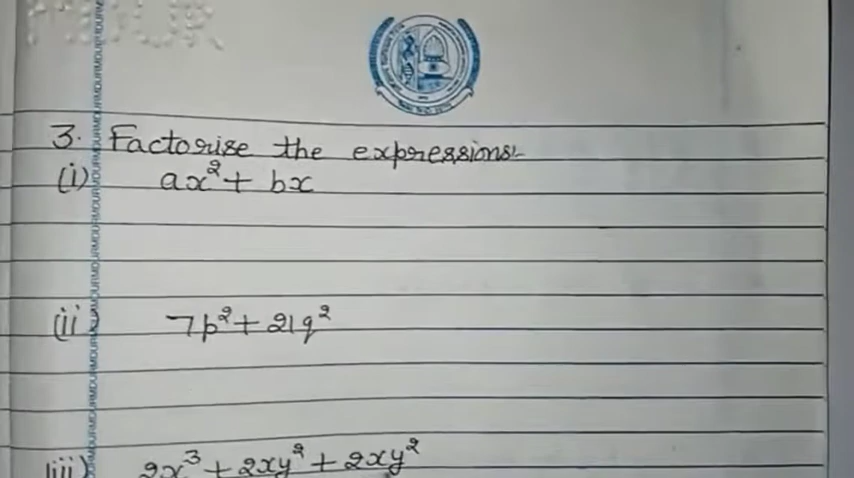 3. Factorise the expressions:-
(i) ax² + bx
(ii) 7p² + 21q²
(iii) 2x³ + 2xy² + 2xy²